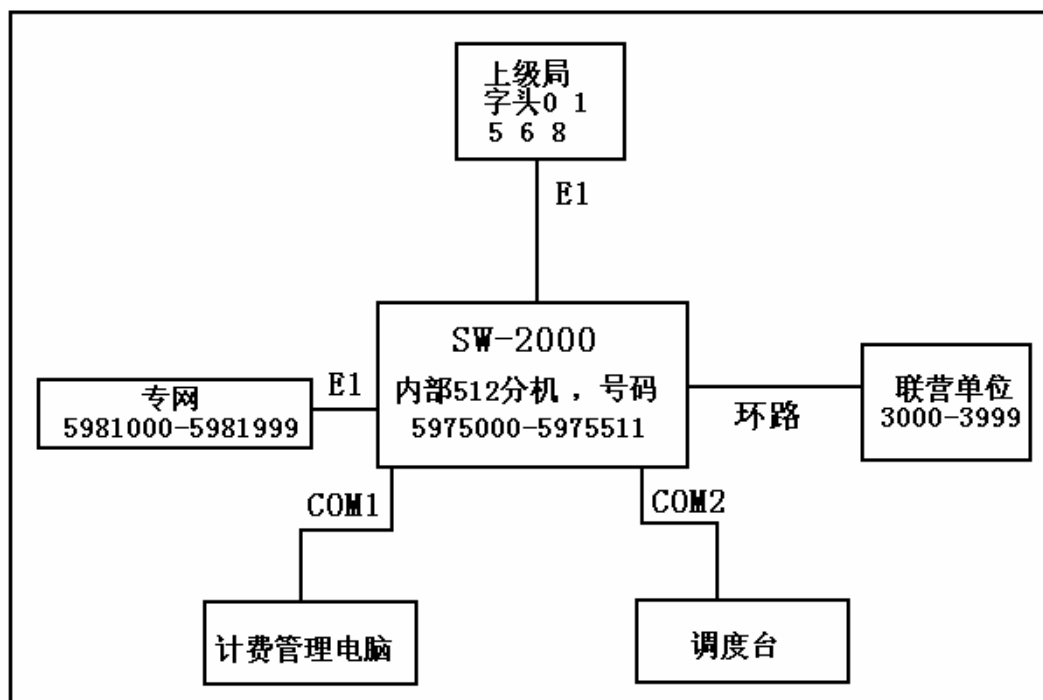 上级局
字头0 1
5 6 8
E1
SW-2000
内部512分机，号码
5975000-5975511
E1
专网
5981000-5981999
环路
联营单位
3000-3999
COM1
COM2
计费管理电脑
调度台